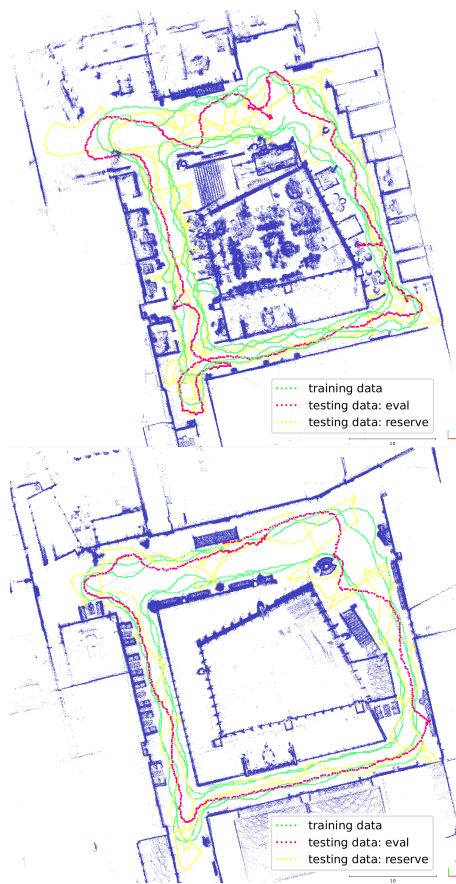 training data
testing data: eval
testing data: reserve
10
training data
testing data: eval
testing data: reserve
10